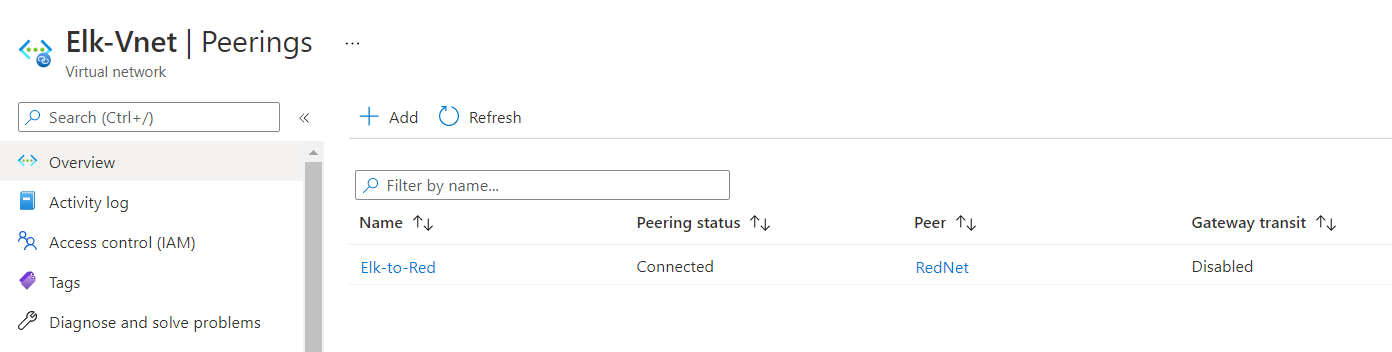 Elk-Vnet | Peerings ...
Virtual network
Search (Ctrl+/) «
Add Refresh
Overview
Activity log
Access control (IAM)
Tags
Diagnose and solve problems
Filter by name...
Name Peering status Peer Gateway transit
Elk-to-Red Connected RedNet Disabled